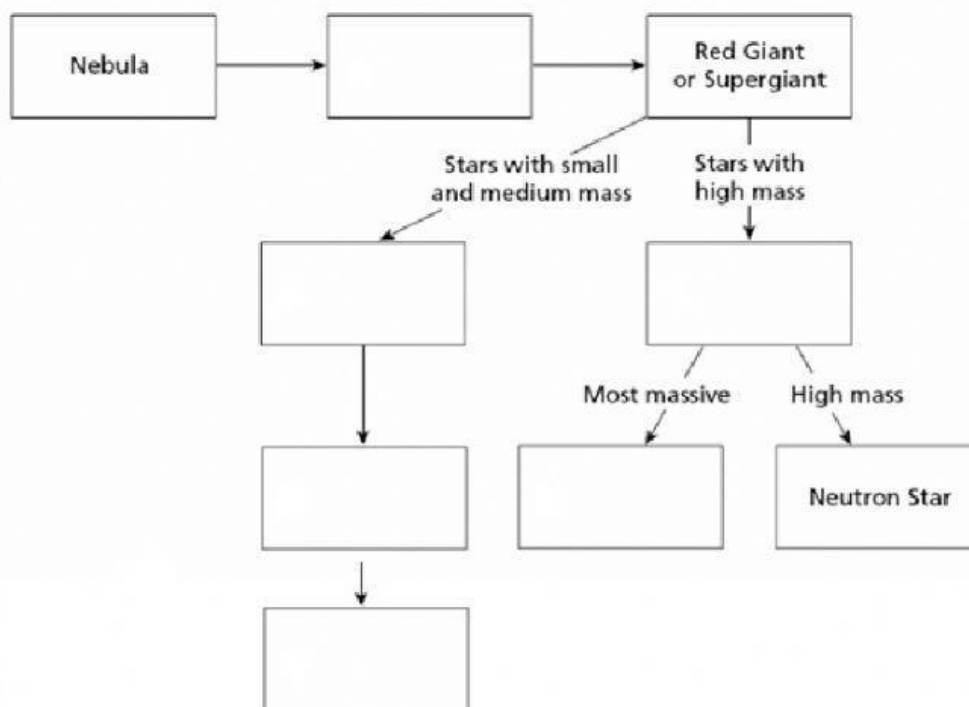 Nebula
Red Giant
or Supergiant
Stars with small
and medium mass
Stars with
high mass
Most massive
High mass
Neutron Star